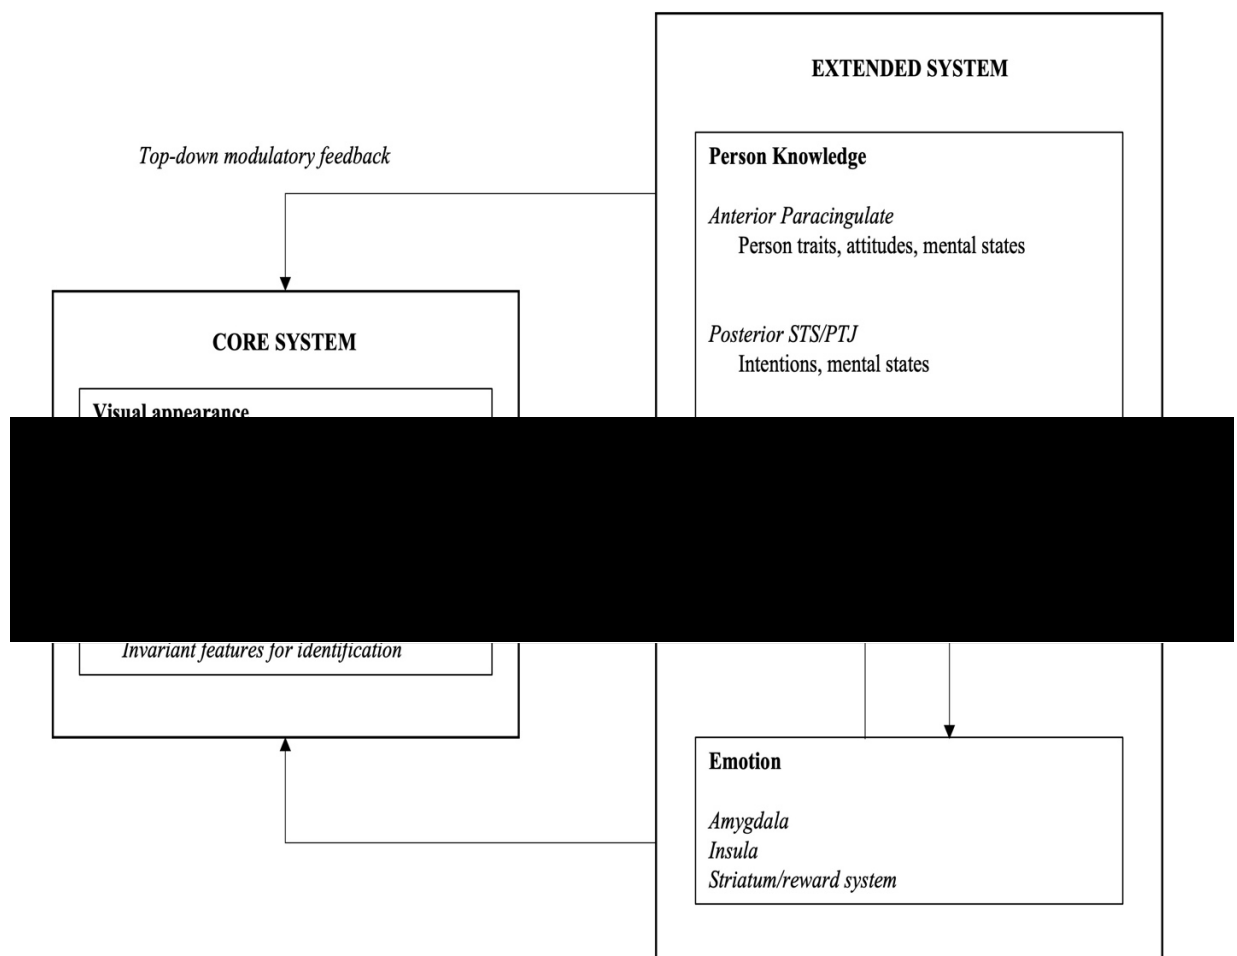 EXTENDED SYSTEM
Top-down modulatory feedback
Person Knowledge
Anterior Paracingulate
Person traits, attitudes, mental states
Posterior STS/PTJ
Intentions, mental states
CORE SYSTEM
Visual appearance
Invariant features for identification
Emotion
Amygdala
Insula
Striatum/reward system